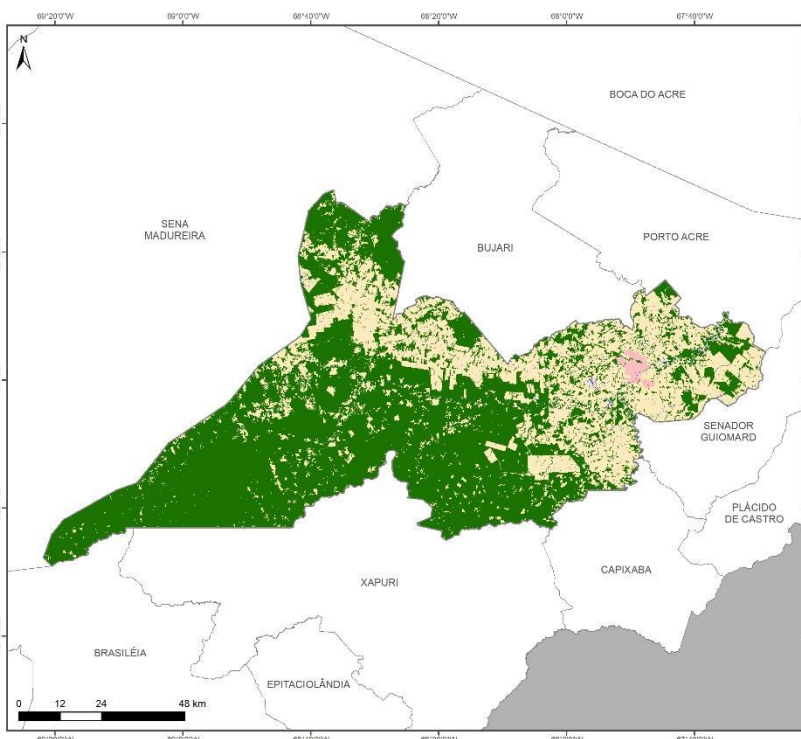 69°20'0"W 69°0'0"W 68°40'0"W 68°20'0"W 68°0'0"W 67°40'0"W
N
BOCA DO ACRE
SENA
MADUREIRA
BUJARI
PORTO ACRE
SENADOR
GUIOMARD
PLÁCIDO
DE CASTRO
XAPURI
CAPIXABA
BRASILÉIA
EPITACIOLÂNDIA
0 12 24 48 km